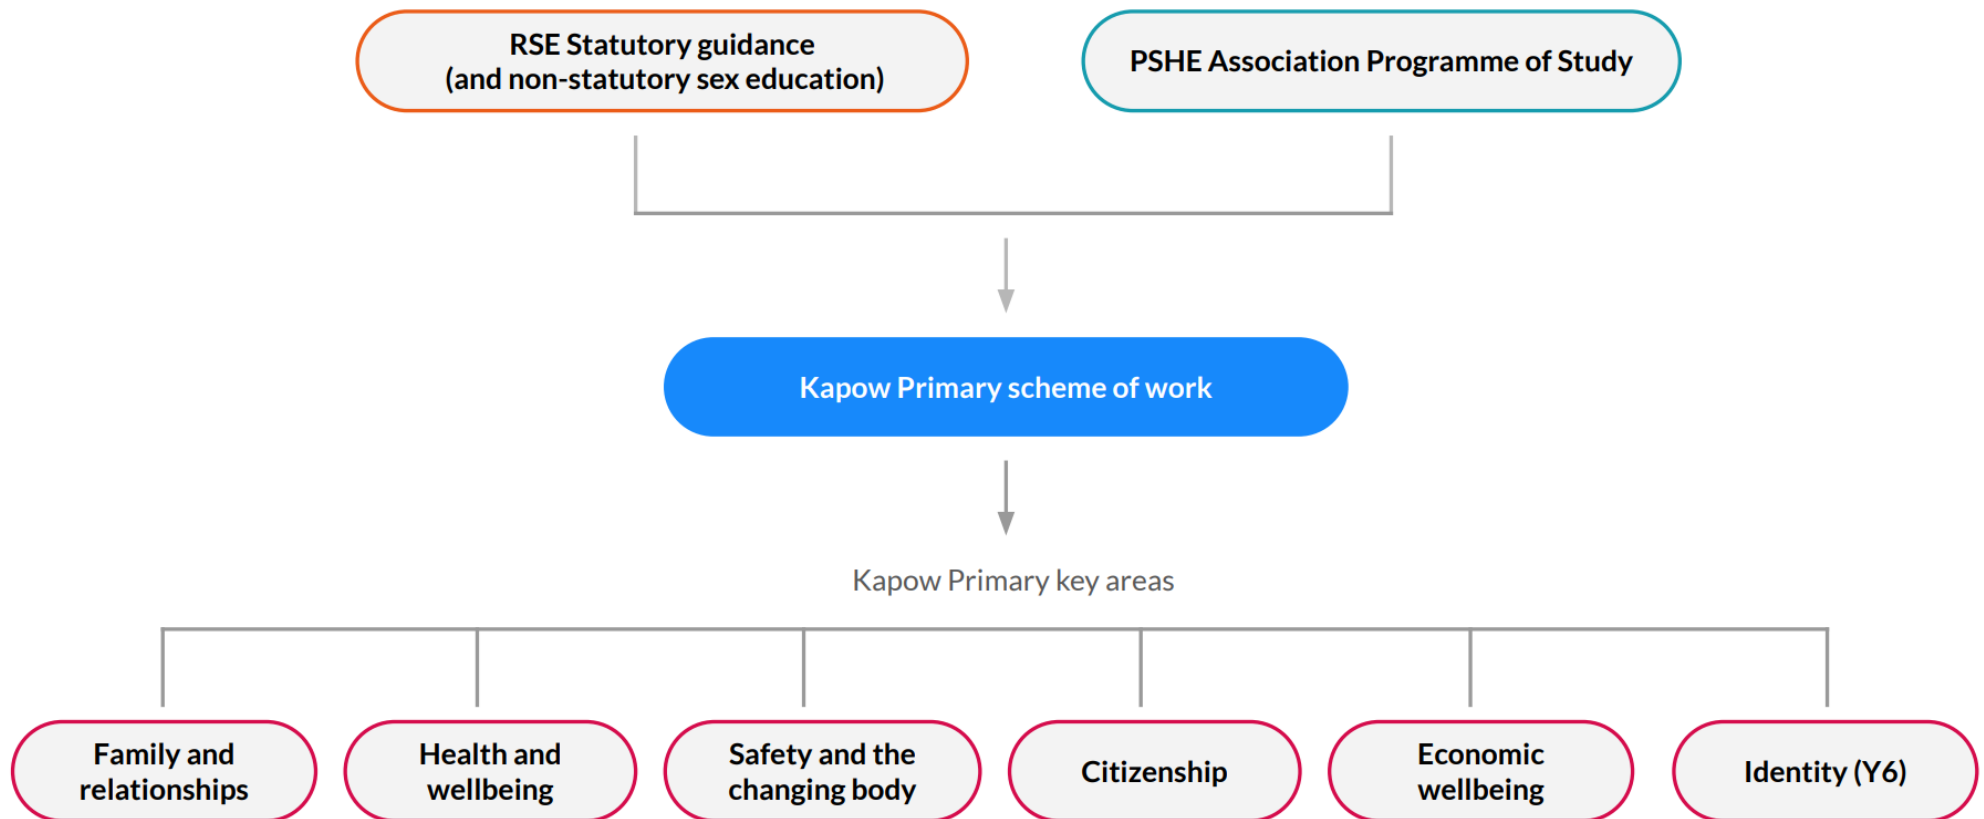 RSE Statutory guidance
(and non-statutory sex education)
PSHE Association Programme of Study
Kapow Primary scheme of work
Kapow Primary key areas
Family and
relationships
Health and
wellbeing
Safety and the
changing body
Citizenship
Economic
wellbeing
Identity (Y6)